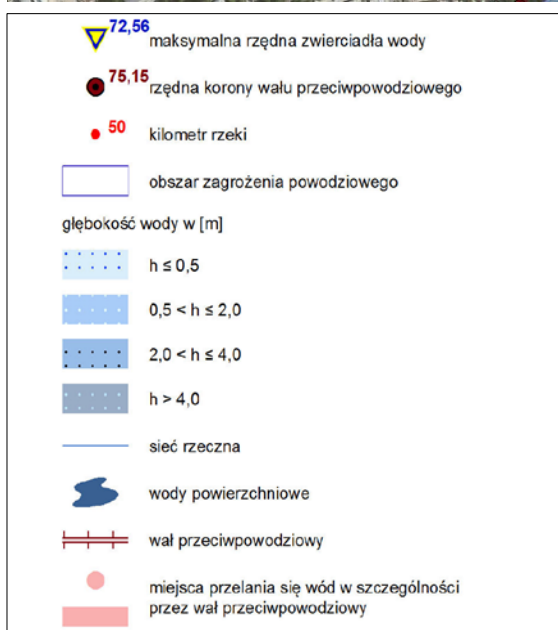 72,56 maksymalna rzędna zwierciadła wody
75,15 rzędna korony wału przeciwpowodziowego
50 kilometr rzeki
obszar zagrożenia powodziowego
głębokość wody w [m]
h ≤ 0,5
0,5 < h ≤ 2,0
2,0 < h ≤ 4,0
h > 4,0
sieć rzeczna
wody powierzchniowe
wał przeciwpowodziowy
miejsca przelania się wód w szczególności
przez wał przeciwpowodziowy